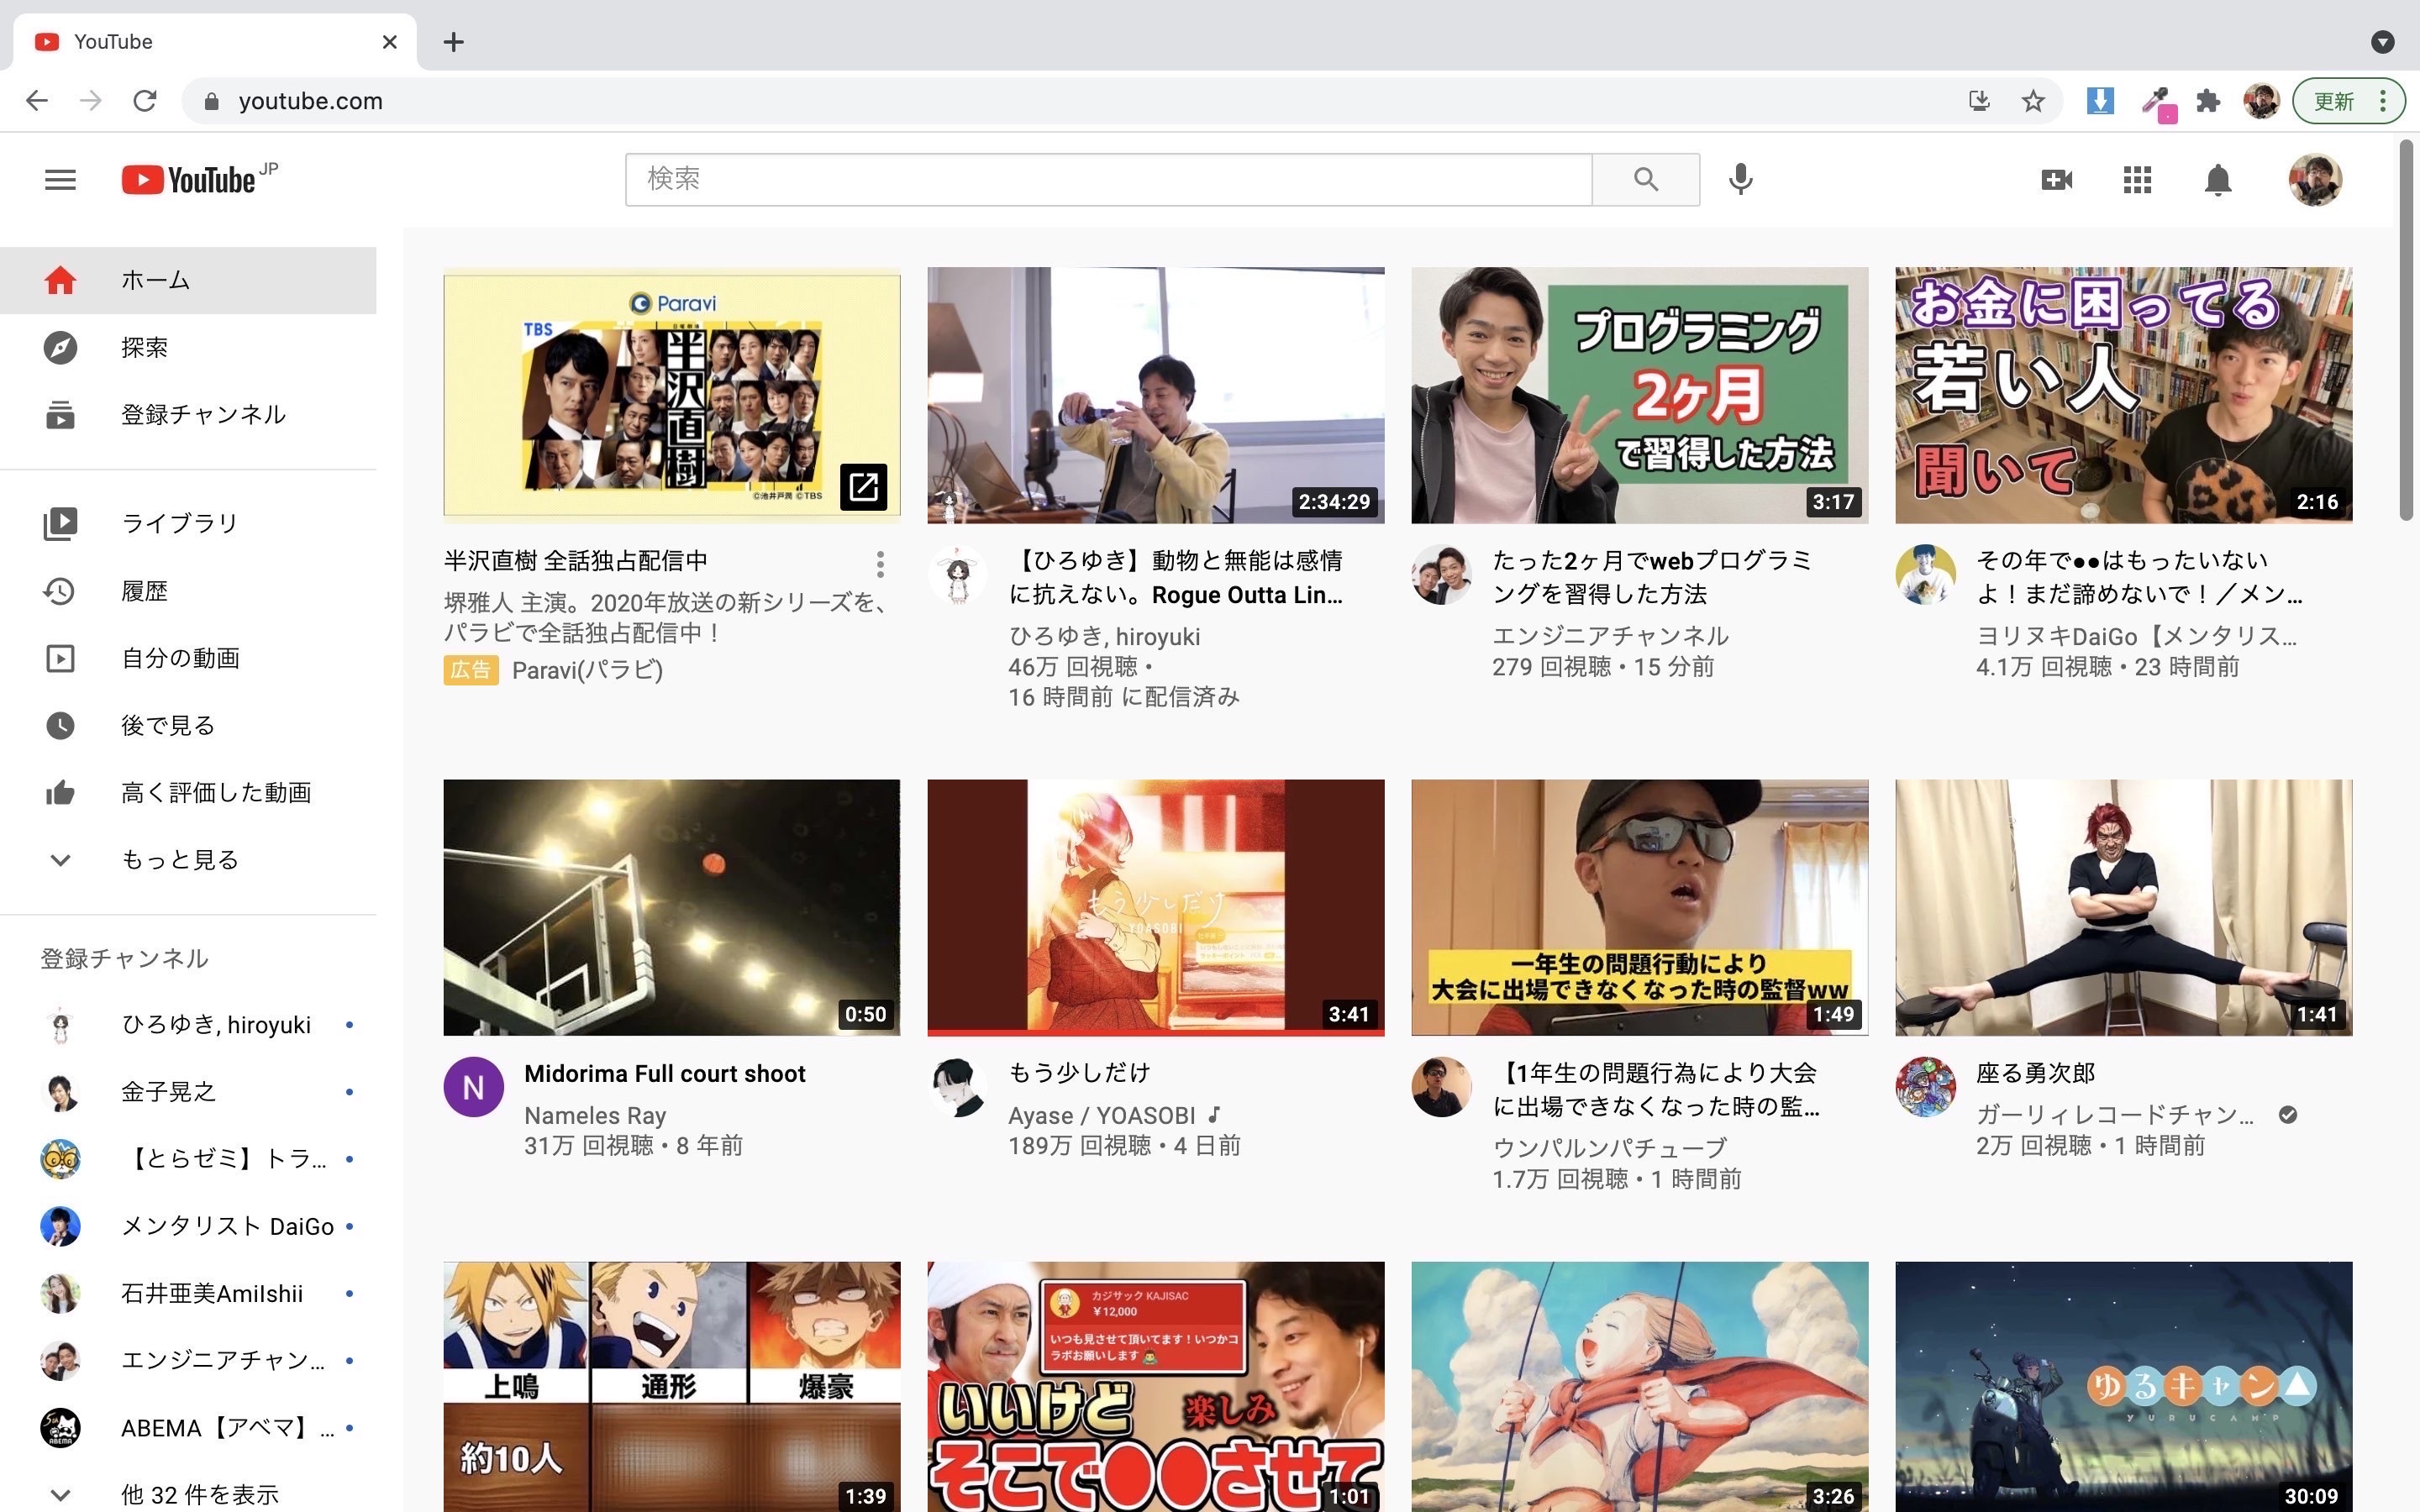 YouTube
youtube.com
更新
YouTube JP
検索
ホーム
探索
登録チャンネル
ライブラリ
履歴
自分の動画
後で見る
高く評価した動画
もっと見る
登録チャンネル
ひろゆき, hiroyuki
金子晃之
【とらゼミ】トラ...
メンタリスト DaiGo
石井亜美AmiIshii
エンジニアチャン...
ABEMA【アベマ】...
他 32 件を表示
Paravi
TBS
日曜劇場
半沢直樹
©池井戸潤 ©TBS
半沢直樹 全話独占配信中
堺雅人 主演。2020年放送の新シリーズを、
パラビで全話独占配信中！
広告 Paravi(パラビ)
2:34:29
【ひろゆき】動物と無能は感情
に抗えない。Rogue Outta Lin...
ひろゆき, hiroyuki
46万 回視聴・
16 時間前 に配信済み
プログラミング
2ヶ月
で習得した方法
3:17
たった2ヶ月でwebプログラミ
ングを習得した方法
エンジニアチャンネル
279 回視聴・15 分前
お金に困ってる
若い人
聞いて
2:16
その年で●●はもったいない
よ！まだ諦めないで！／メン...
ヨリヌキDaiGo【メンタリス...
4.1万 回視聴・23 時間前
0:50
N
Midorima Full court shoot
Nameles Ray
31万 回視聴・8 年前
もう少しだけ
YOASOBI
3:41
もう少しだけ
Ayase / YOASOBI ♪
189万 回視聴・4 日前
一年生の問題行動により
大会に出場できなくなった時の監督ww
1:49
【1年生の問題行為により大会
に出場できなくなった時の監...
ウンパルンパチューブ
1.7万 回視聴・1 時間前
1:41
座る勇次郎
ガーリィレコードチャン...
2万 回視聴・1 時間前
上鳴
通形
爆豪
約10人
1:39
カジサック KAJISAC
￥12,000
いつも見させて頂いてます！いつかコ
ラボお願いします
いいけど
楽しみ
そこで●●させて
1:01
3:26
ゆるキャン△
YURUCAMP
30:09